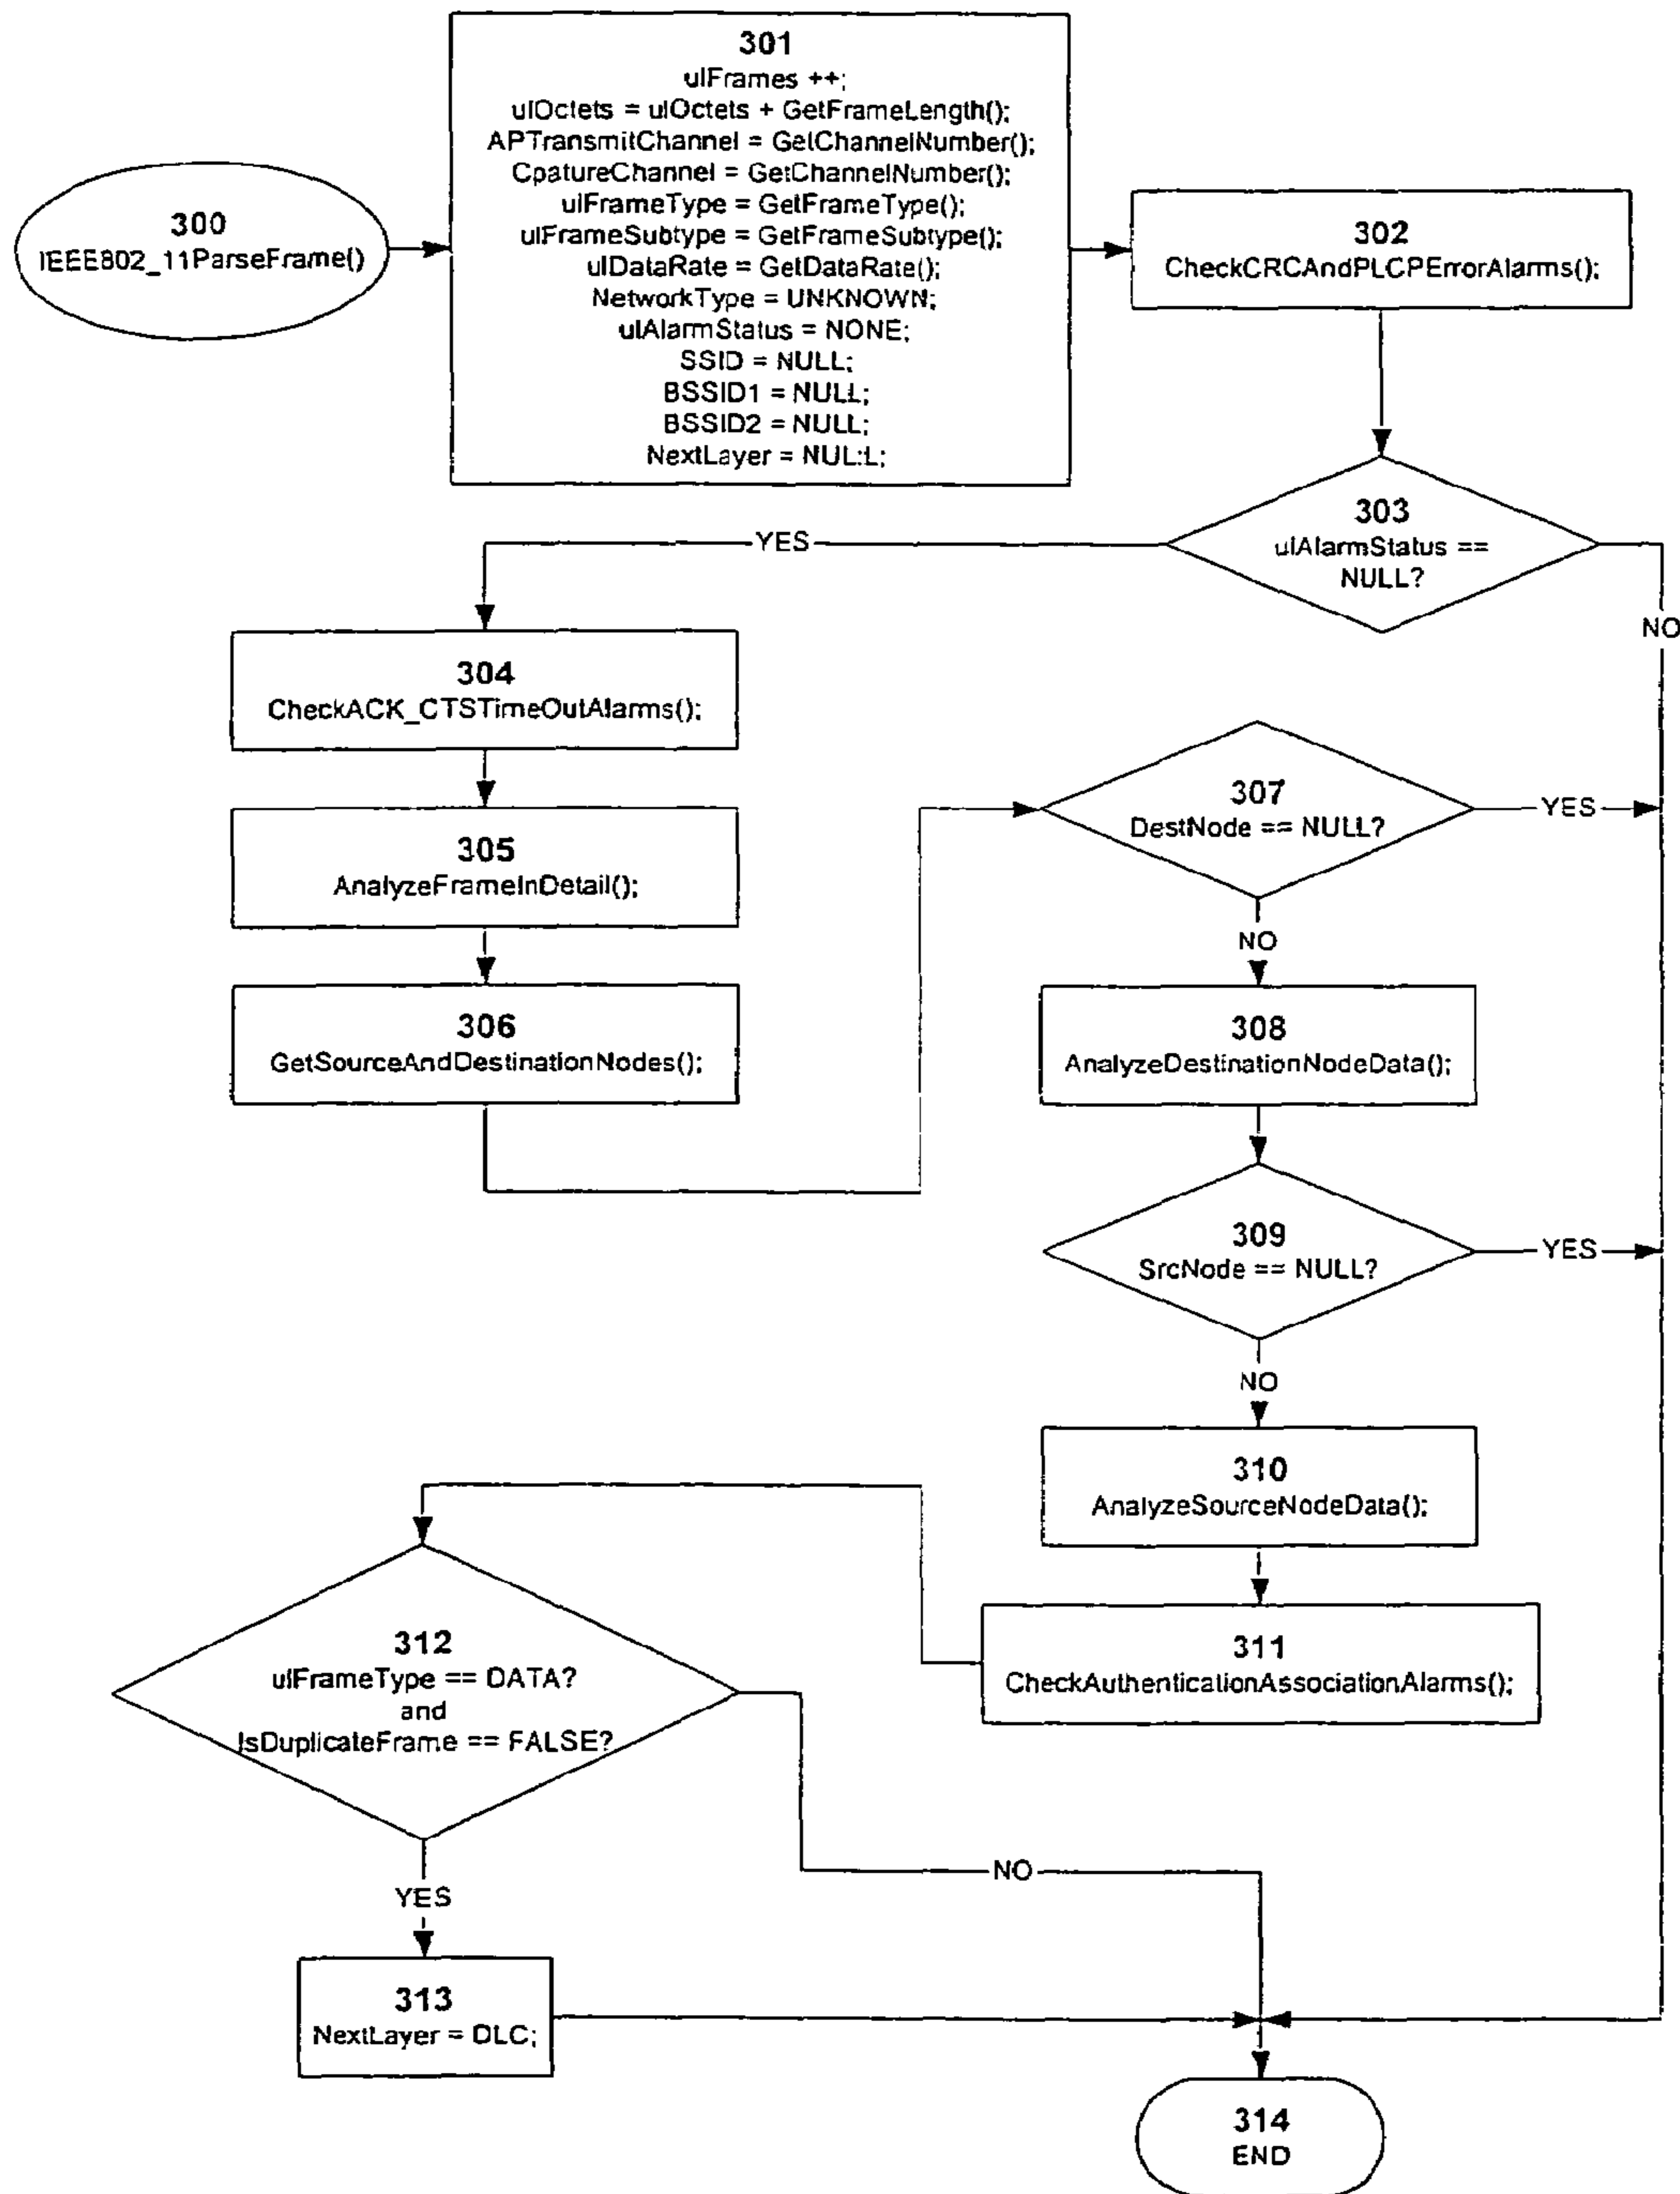 300
IEEE802_11ParseFrame()
301
ulFrames ++;
ulOctets = ulOctets + GetFrameLength();
APTransmitChannel = GetChannelNumber();
CpatureChannel = GetChannelNumber();
ulFrameType = GetFrameType();
ulFrameSubtype = GetFrameSubtype();
ulDataRate = GetDataRate();
NetworkType = UNKNOWN;
ulAlarmStatus = NONE;
SSID = NULL;
BSSID1 = NULL;
BSSID2 = NULL;
NextLayer = NUL:L;
302
CheckCRCAndPLCPErrorAlarms();
303
ulAlarmStatus ==
NULL?
YES
NO
304
CheckACK_CTSTimeOutAlarms();
305
AnalyzeFrameInDetail();
306
GetSourceAndDestinationNodes();
307
DestNode == NULL?
YES
NO
308
AnalyzeDestinationNodeData();
309
SrcNode == NULL?
YES
NO
310
AnalyzeSourceNodeData();
311
CheckAuthenticationAssociationAlarms();
312
ulFrameType == DATA?
and
IsDuplicateFrame == FALSE?
NO
YES
313
NextLayer = DLC;
314
END